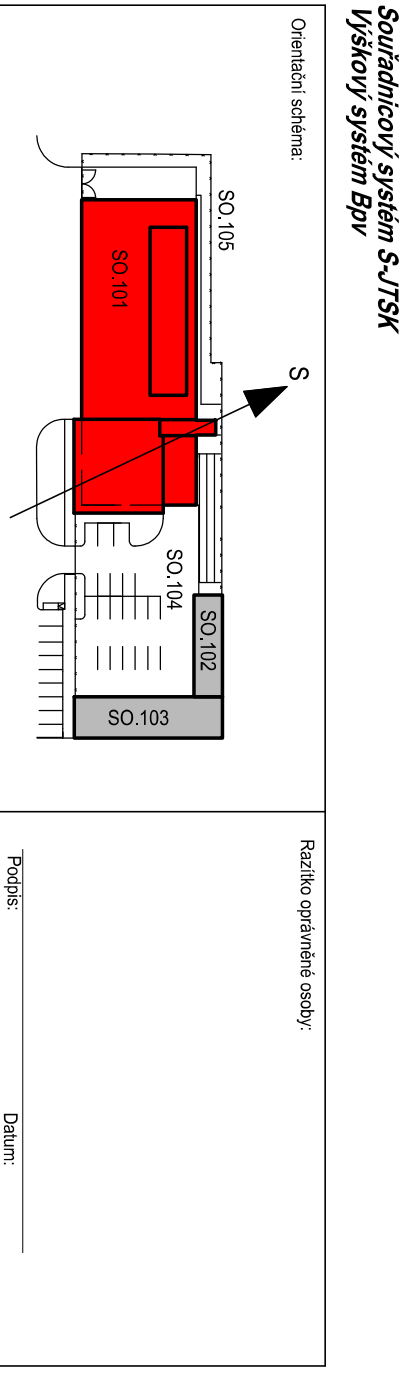 Souřadnicový systém S-JTSK
Výškový systém Bpv
Orientační schéma:
S
SO.105
SO.101
SO.104
SO.102
SO.103
Razítko oprávněné osoby:
Podpis:
Datum: